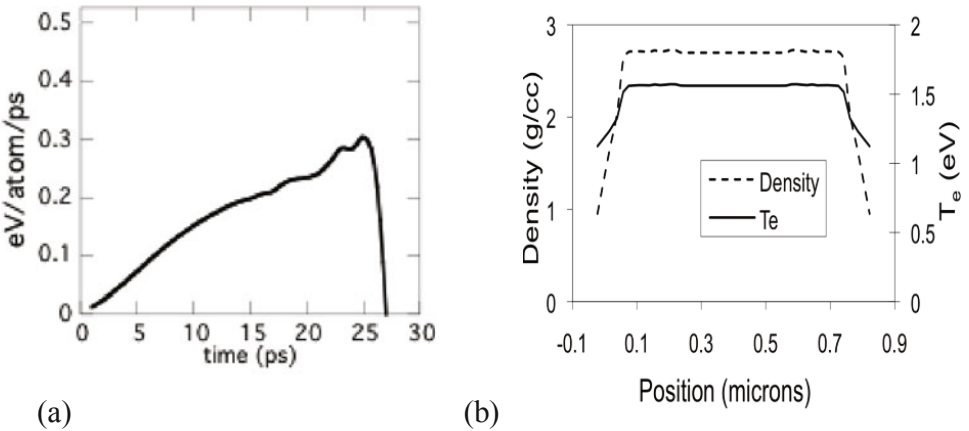 0.5
0.4
0.3
0.2
0.1
0
eV/atom/ps
0 5 10 15 20 25 30
time (ps)
(a)
3
2
1
0
Density (g/cc)
2
1.5
1
0.5
0
Te (eV)
Density
Te
-0.1 0.1 0.3 0.5 0.7 0.9
Position (microns)
(b)